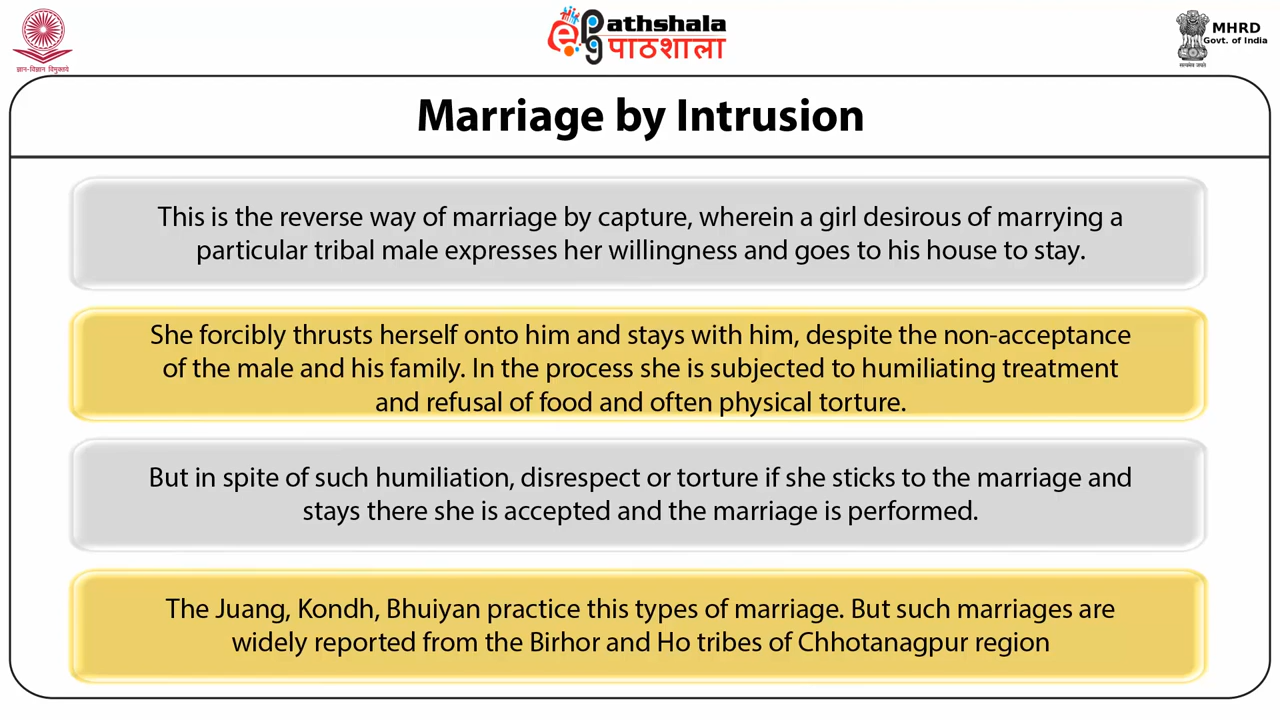 ज्ञान-विज्ञान विमुक्तये
ePG Pathshala
पाठशाला
MHRD
Govt. of India
सत्यमेव जयते
Marriage by Intrusion
This is the reverse way of marriage by capture, wherein a girl desirous of marrying a
particular tribal male expresses her willingness and goes to his house to stay.
She forcibly thrusts herself onto him and stays with him, despite the non-acceptance
of the male and his family. In the process she is subjected to humiliating treatment
and refusal of food and often physical torture.
But in spite of such humiliation, disrespect or torture if she sticks to the marriage and
stays there she is accepted and the marriage is performed.
The Juang, Kondh, Bhuiyan practice this types of marriage. But such marriages are
widely reported from the Birhor and Ho tribes of Chhotanagpur region